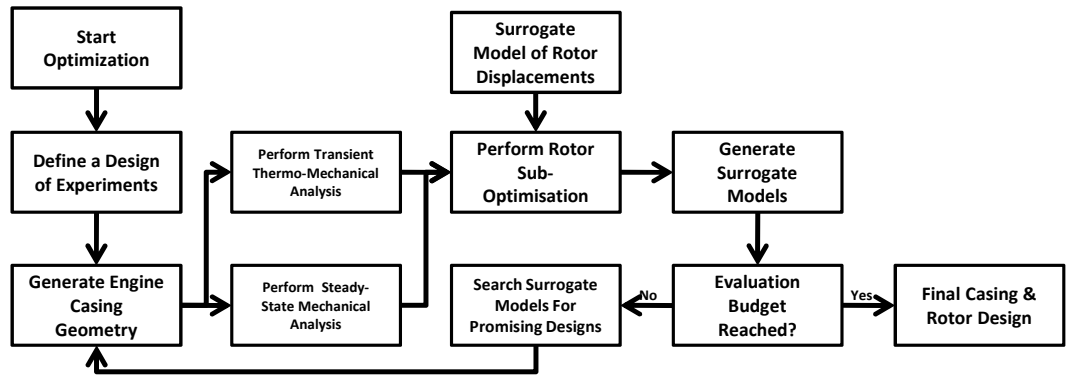 Start
Optimization
Surrogate
Model of Rotor
Displacements
Define a Design
of Experiments
Perform Transient
Thermo-Mechanical
Analysis
Perform Rotor
Sub-
Optimisation
Generate
Surrogate
Models
Generate Engine
Casing
Geometry
Perform Steady-
State Mechanical
Analysis
Search Surrogate
Models For
Promising Designs
No
Evaluation
Budget
Reached?
Yes
Final Casing &
Rotor Design